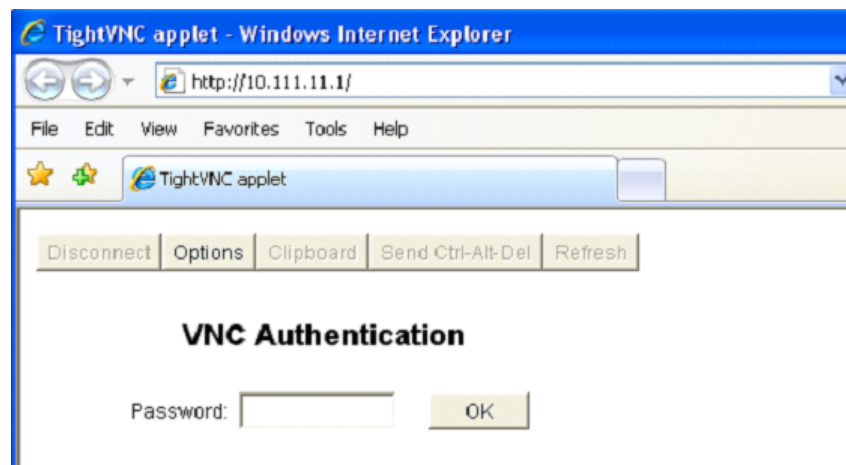 TightVNC applet - Windows Internet Explorer
http://10.111.11.1/
File Edit View Favorites Tools Help
TightVNC applet
Disconnect Options Clipboard Send Ctrl-Alt-Del Refresh
VNC Authentication
Password: OK